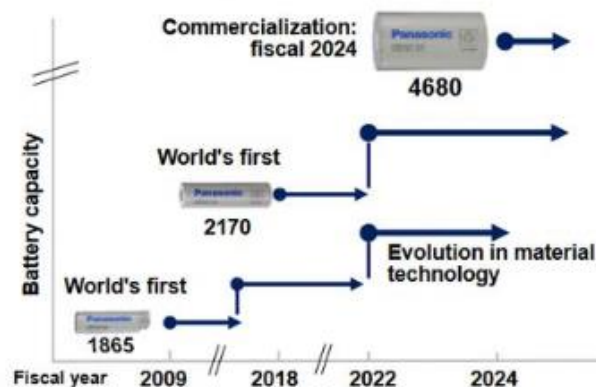 Commercialization:
fiscal 2024
Panasonic
4680
World's first
Panasonic
2170
Evolution in material
technology
World's first
Panasonic
1865
Battery capacity
Fiscal year
2009
2018
2022
2024